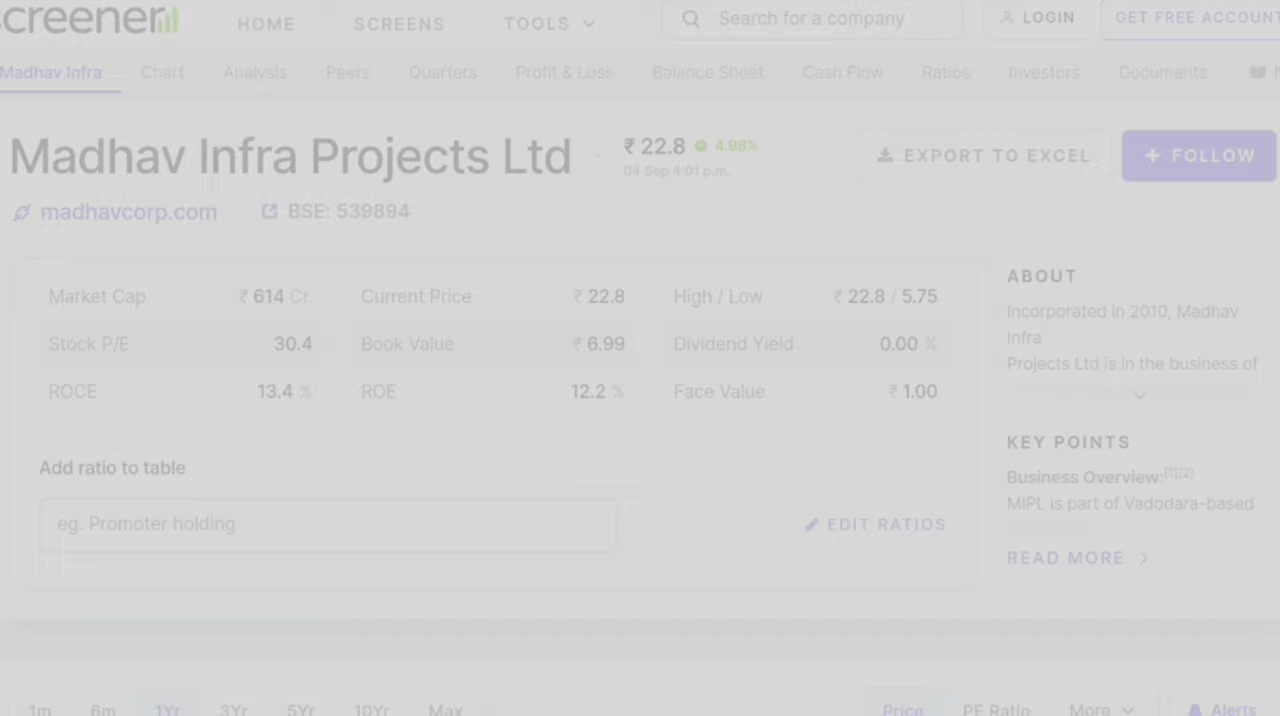 screener
HOME SCREENS TOOLS Search for a company LOGIN GET FREE ACCOUNT
Madhav Infra Chart Analysis Peers Quarters Profit & Loss Balance Sheet Cash Flow Ratios Investors Documents
Madhav Infra Projects Ltd
₹ 22.8 4.98%
04 Sep 4:01 p.m.
EXPORT TO EXCEL
+ FOLLOW
madhavcorp.com BSE: 539894
Market Cap ₹ 614 Cr. Current Price ₹ 22.8 High / Low ₹ 22.8 / 5.75
Stock P/E 30.4 Book Value ₹ 6.99 Dividend Yield 0.00 %
ROCE 13.4 % ROE 12.2 % Face Value ₹ 1.00
Add ratio to table
eg. Promoter holding
EDIT RATIOS
ABOUT
Incorporated in 2010, Madhav
Infra
Projects Ltd is in the business of
KEY POINTS
Business Overview:[1][2]
MIPL is part of Vadodara-based
READ MORE
1m 6m 1Yr 3Yr 5Yr 10Yr Max Price PE Ratio More Alerts